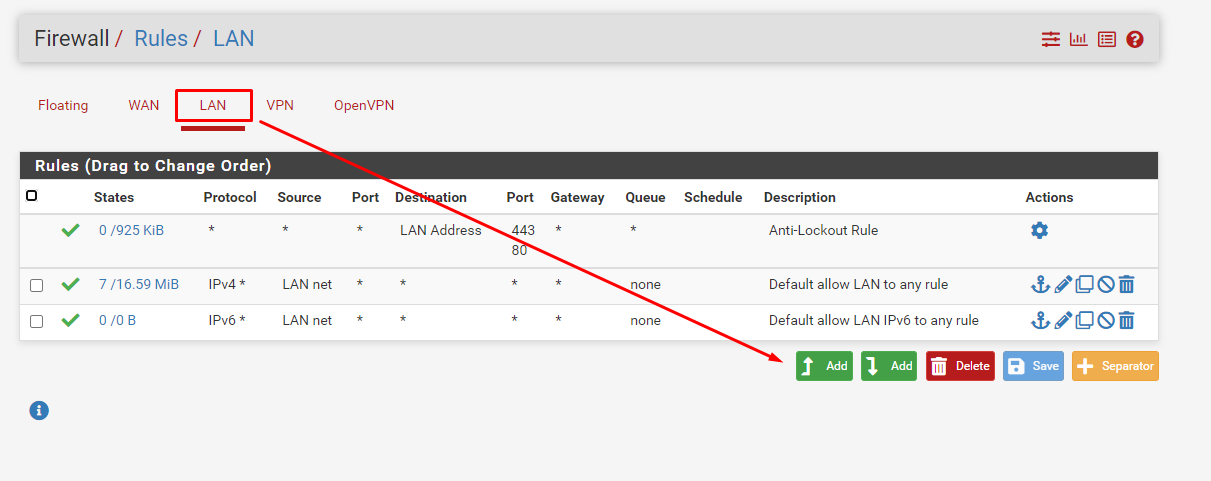 Firewall / Rules / LAN
Floating WAN LAN VPN OpenVPN
Rules (Drag to Change Order)
States Protocol Source Port Destination Port Gateway Queue Schedule Description Actions
0 /925 KiB * * * LAN Address 443 * * Anti-Lockout Rule
80
7 /16.59 MiB IPv4 * LAN net * * * * none Default allow LAN to any rule
0 /0 B IPv6 * LAN net * * * * none Default allow LAN IPv6 to any rule
Add Add Delete Save Separator